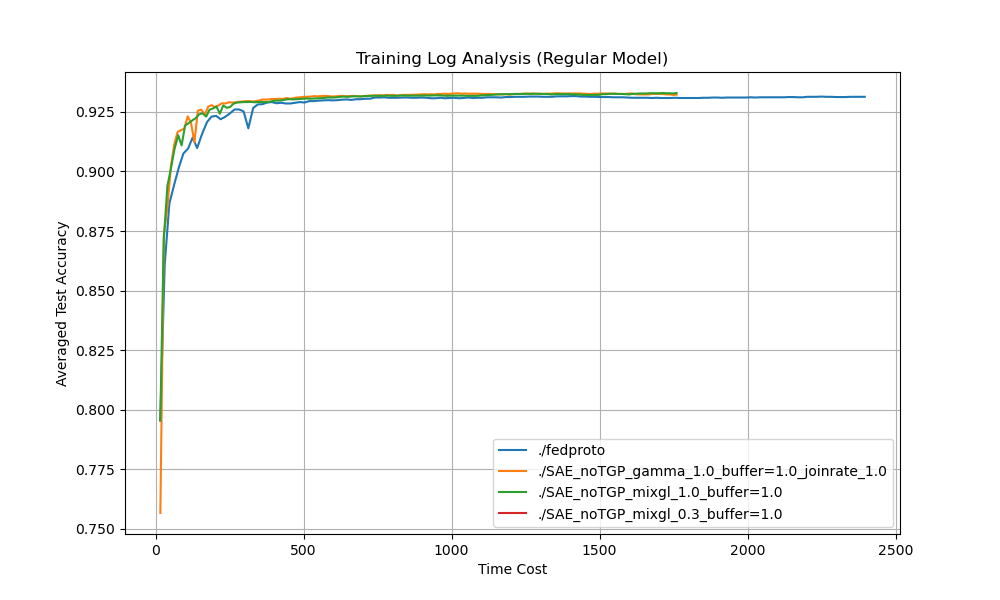 Training Log Analysis (Regular Model)
Averaged Test Accuracy
0.925
0.900
0.875
0.850
0.825
0.800
0.775
0.750
./fedproto
./SAE_noTGP_gamma_1.0_buffer=1.0_joinrate_1.0
./SAE_noTGP_mixgl_1.0_buffer=1.0
./SAE_noTGP_mixgl_0.3_buffer=1.0
0 500 1000 1500 2000 2500
Time Cost